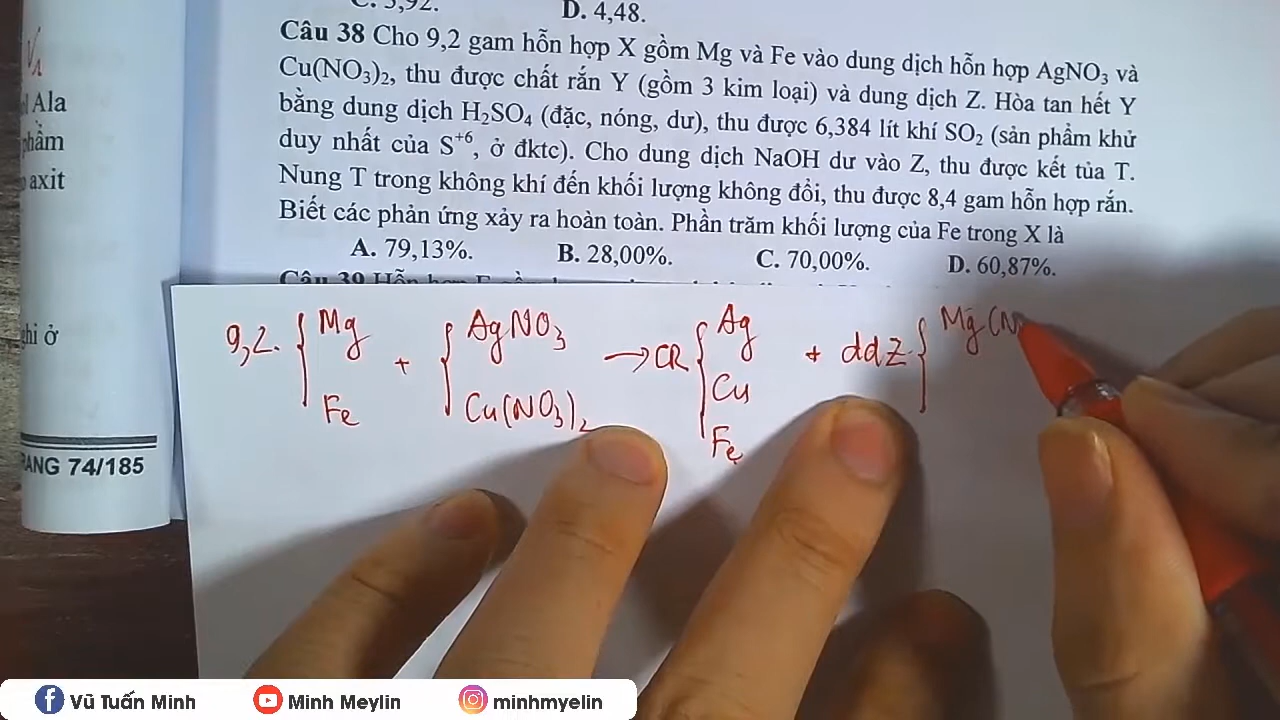 C. 5,92.
D. 4,48.
Câu 38 Cho 9,2 gam hỗn hợp X gồm Mg và Fe vào dung dịch hỗn hợp AgNO₃ và
Cu(NO₃)₂, thu được chất rắn Y (gồm 3 kim loại) và dung dịch Z. Hòa tan hết Y
bằng dung dịch H₂SO₄ (đặc, nóng, dư), thu được 6,384 lít khí SO₂ (sản phẩm khử
duy nhất của S⁺⁶, ở đktc). Cho dung dịch NaOH dư vào Z, thu được kết tủa T.
Nung T trong không khí đến khối lượng không đổi, thu được 8,4 gam hỗn hợp rắn.
Biết các phản ứng xảy ra hoàn toàn. Phần trăm khối lượng của Fe trong X là
A. 79,13%.
B. 28,00%.
C. 70,00%.
D. 60,87%.
Câu 39 Hỗn
Ala
phầm
axit
ghi ở
RANG 74/185
9,2. Mg + AgNO₃ → CR Ag + ddZ Mg(N
Fe Cu(NO₃)₂ Cu
Fe
Vũ Tuấn Minh
Minh Meylin
minhmyelin